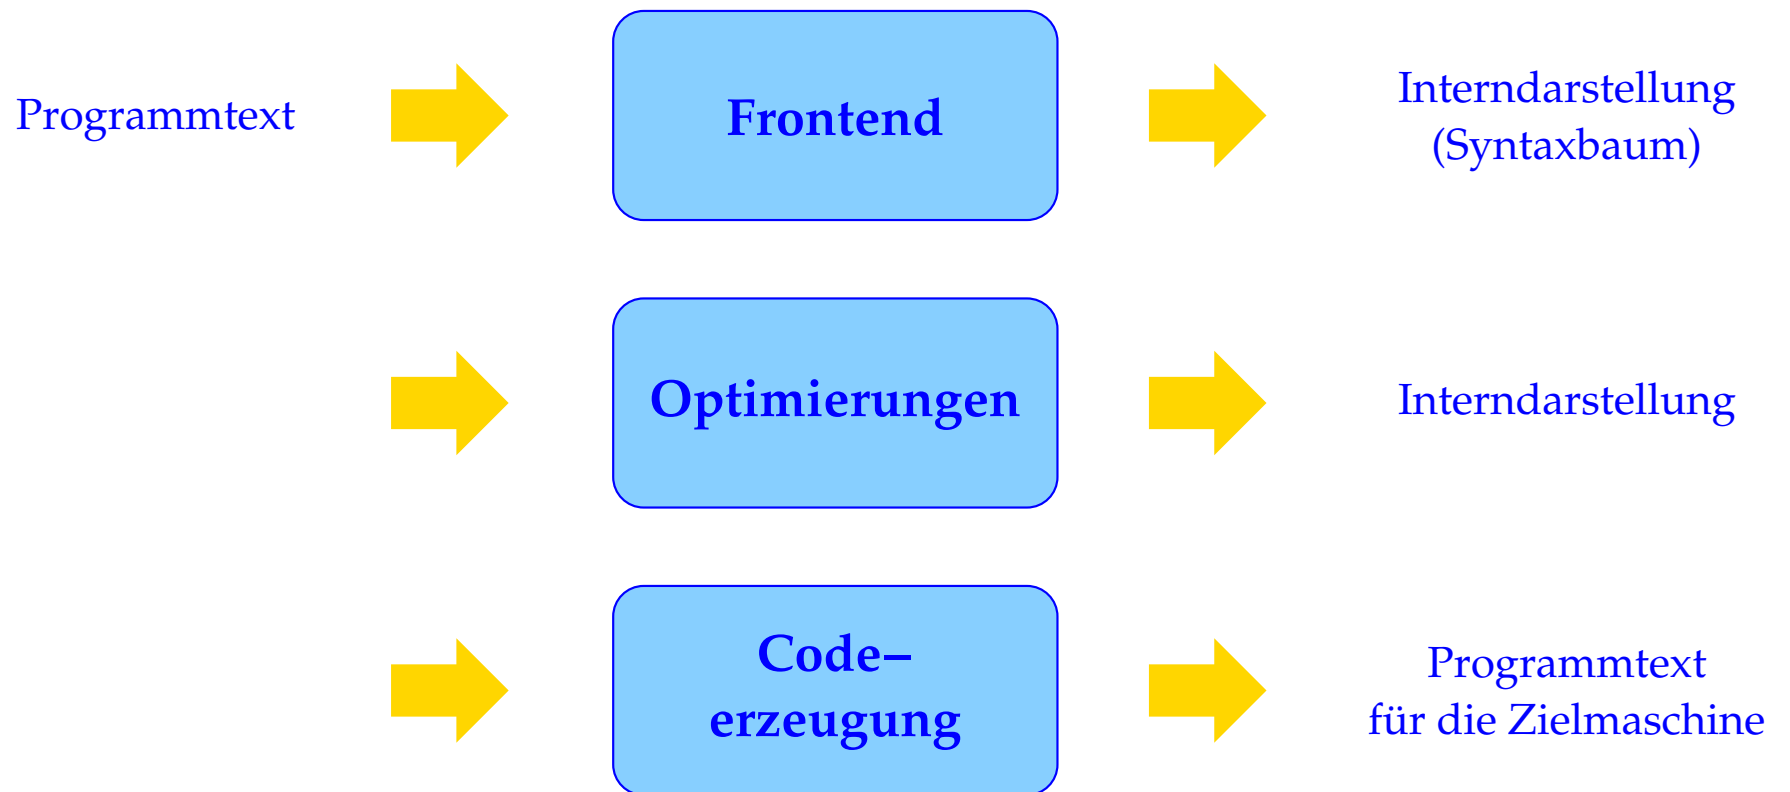 Programmtext
Frontend
Interndarstellung
(Syntaxbaum)
Optimierungen
Interndarstellung
Code–
erzeugung
Programmtext
für die Zielmaschine